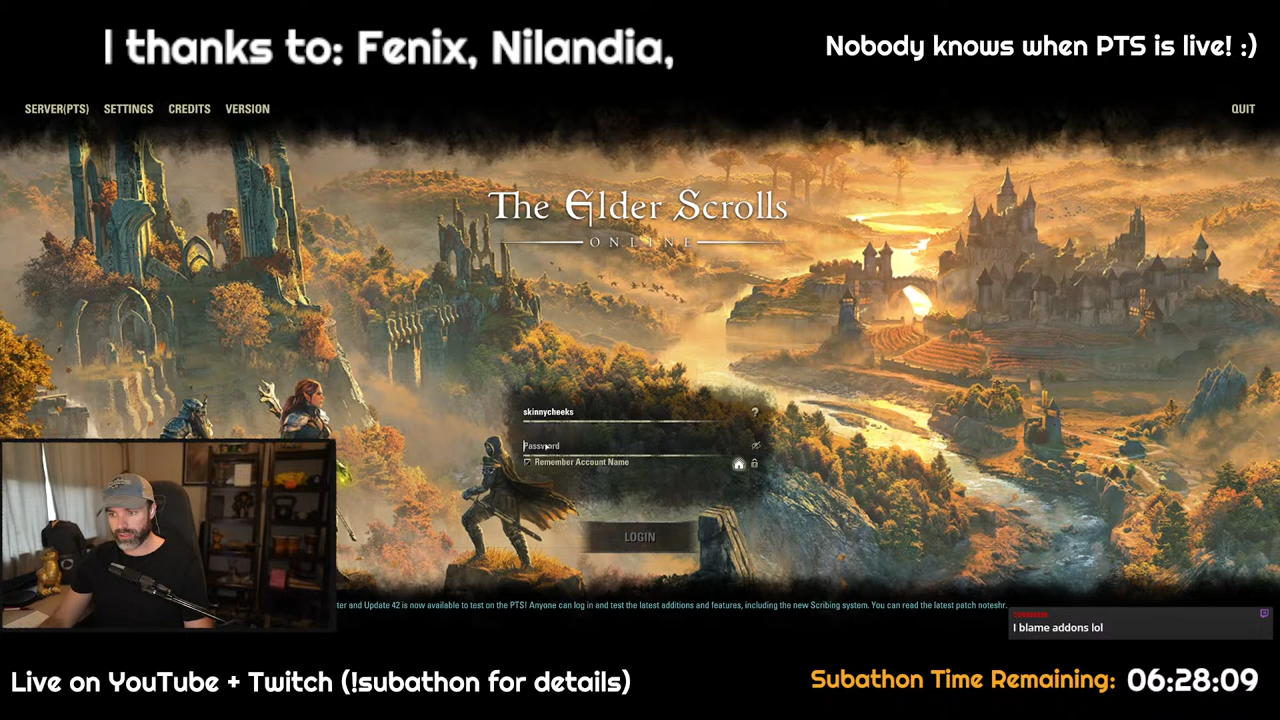 l thanks to: Fenix, Nilandia,
Nobody knows when PTS is live! :)
SERVER(PTS) SETTINGS CREDITS VERSION QUIT
The Elder Scrolls
ONLINE
skinnycheeks
?
Password
Remember Account Name
LOGIN
ter and Update 42 is now available to test on the PTS! Anyone can log in and test the latest additions and features, including the new Scribing system. You can read the latest patch noteshr.
I blame addons lol
Live on YouTube + Twitch (!subathon for details)
Subathon Time Remaining: 06:28:09